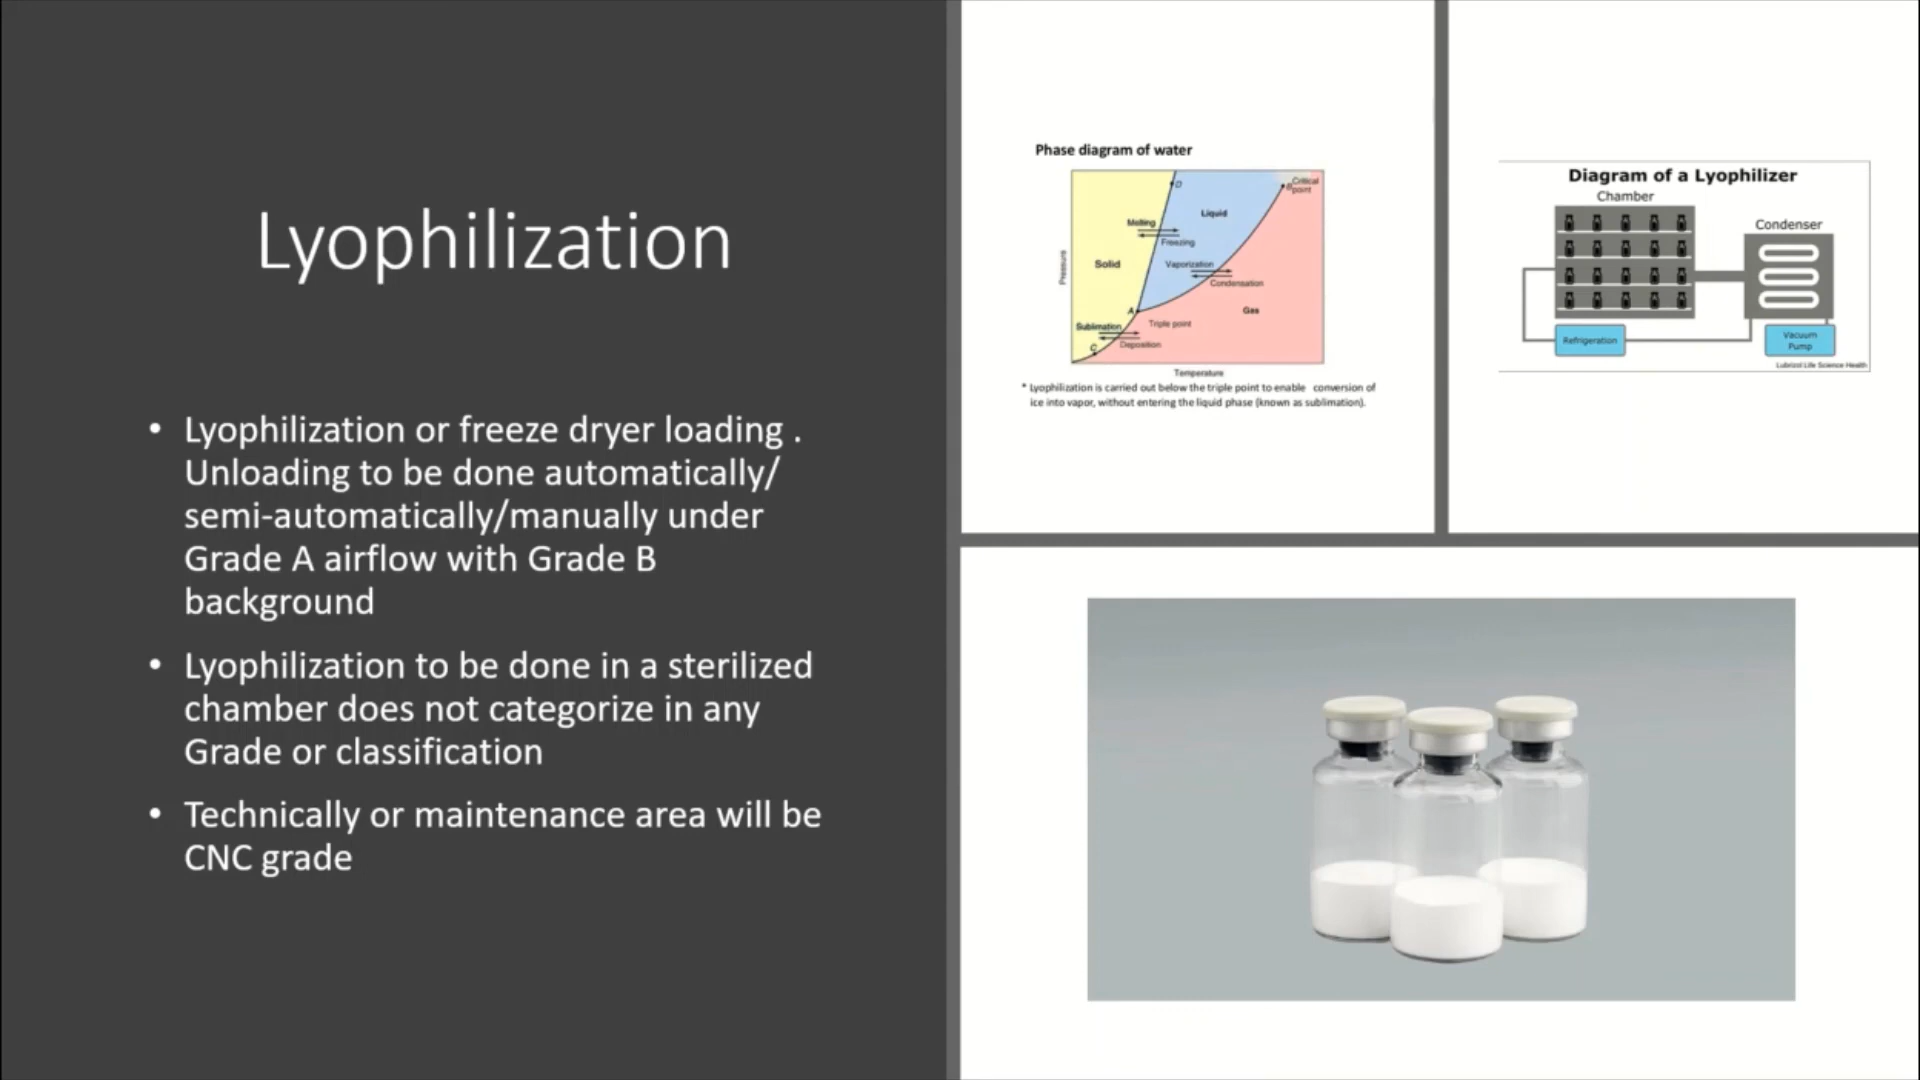 Lyophilization
• Lyophilization or freeze dryer loading .
Unloading to be done automatically/
semi-automatically/manually under
Grade A airflow with Grade B
background
• Lyophilization to be done in a sterilized
chamber does not categorize in any
Grade or classification
• Technically or maintenance area will be
CNC grade
Phase diagram of water
D
Critical
point
B
Liquid
Melting
Freezing
Solid
Vaporization
Condensation
Pressure
A
Gas
Sublimation
Triple point
C
Deposition
Temperature
* Lyophilization is carried out below the triple point to enable conversion of
ice into vapor, without entering the liquid phase (known as sublimation).
Diagram of a Lyophilizer
Chamber
Condenser
Refrigeration
Vacuum
Pump
Lubrizol Life Science Health